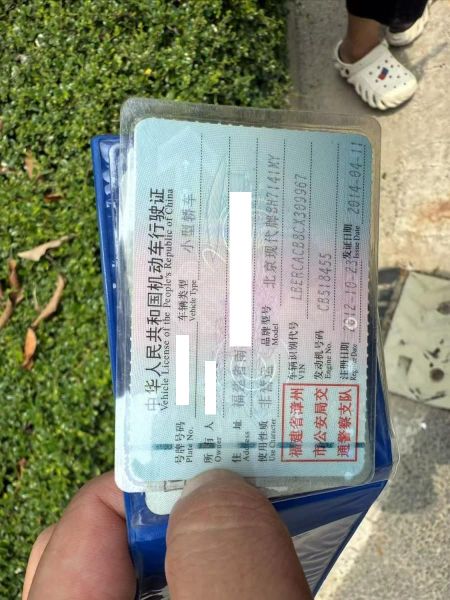 中华人民共和国机动车行驶证
Vehicle License of the People's Republic of China
号牌号码
Plate No.
车辆类型 小型轿车
Vehicle Type
所有人
Owner
住址 福建省南
Address
使用性质 非营运
Use Character
品牌型号 北京现代牌BH7141MY
Model
车辆识别代号 LBERCACB8CX309967
VIN
发动机号码 CB518455
Engine No.
注册日期 2012-10-23
Register Date
发证日期 2014-04-11
Issue Date
福建省漳州
市公安局交
通警察支队